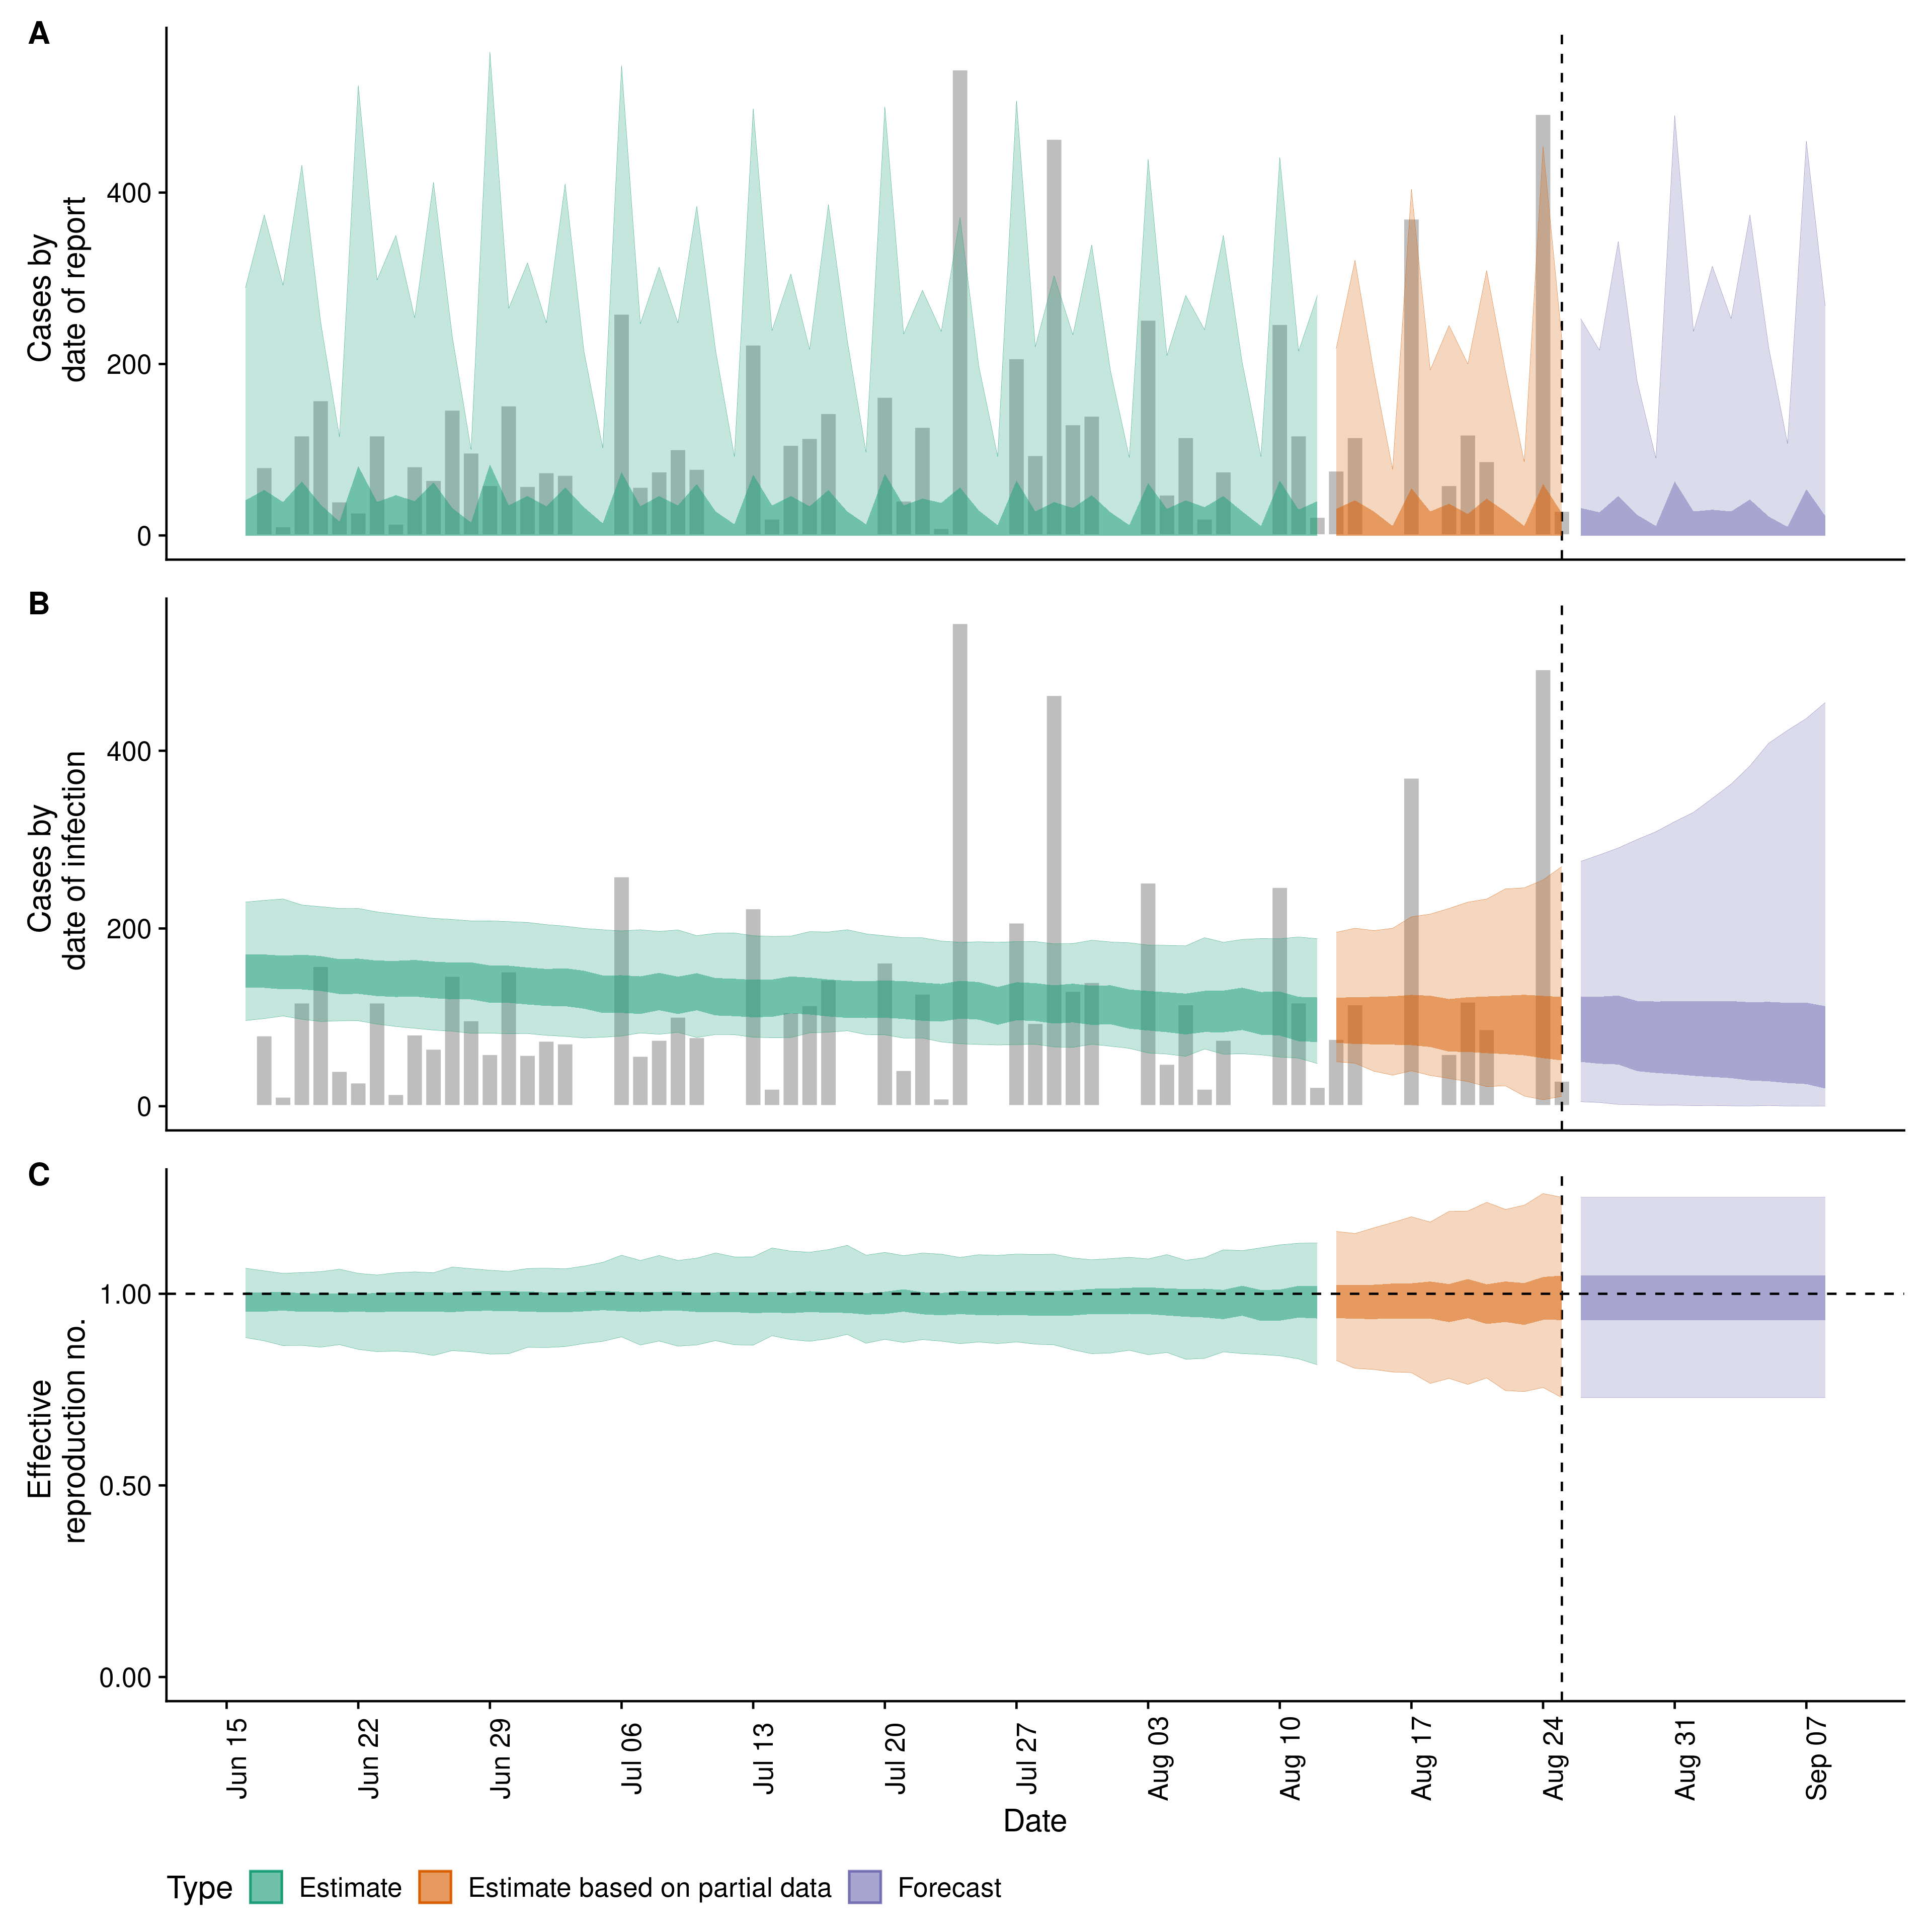 A
Cases by
date of report
400
200
0
B
Cases by
date of infection
400
200
0
C
Effective
reproduction no.
1.00
0.50
0.00
Jun 15
Jun 22
Jun 29
Jul 06
Jul 13
Jul 20
Jul 27
Aug 03
Aug 10
Aug 17
Aug 24
Aug 31
Sep 07
Date
Type Estimate Estimate based on partial data Forecast